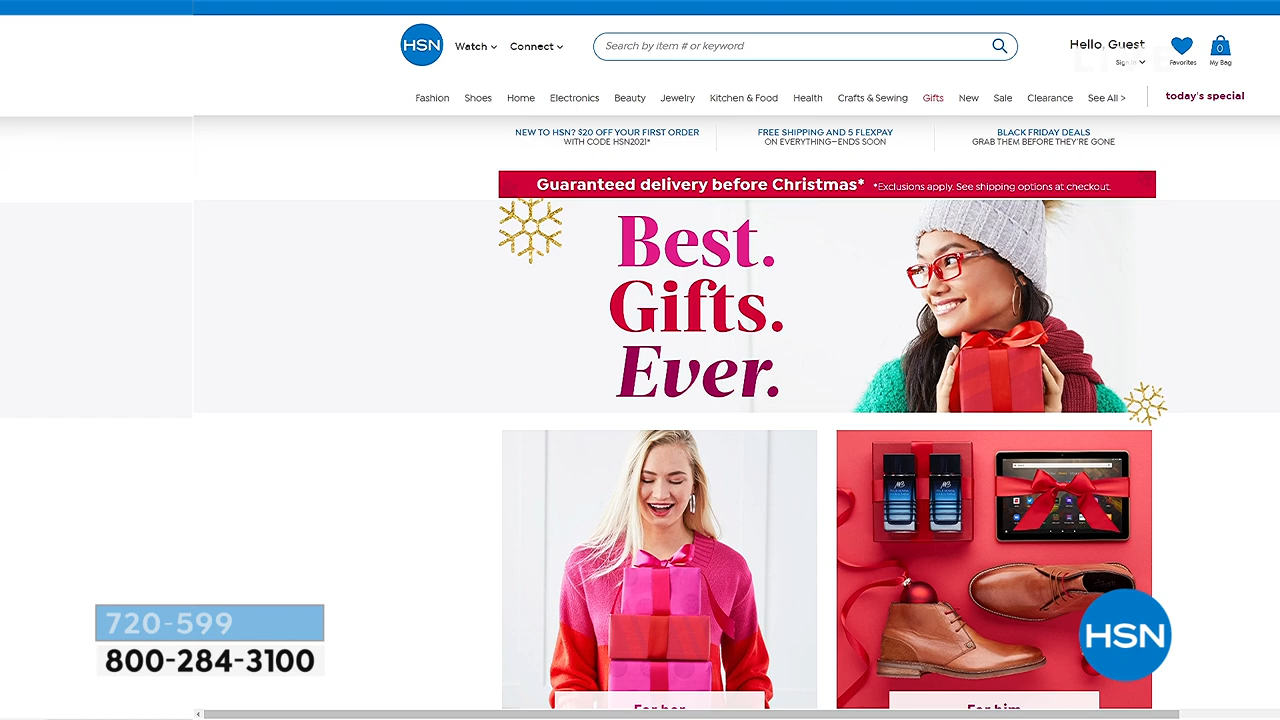 HSN
Watch
Connect
Search by item # or keyword
Hello, Guest
Sign In
Favorites
0
My Bag
Fashion Shoes Home Electronics Beauty Jewelry Kitchen & Food Health Crafts & Sewing Gifts New Sale Clearance See All >
today's special
NEW TO HSN? $20 OFF YOUR FIRST ORDER
WITH CODE HSN2021*
FREE SHIPPING AND 5 FLEXPAY
ON EVERYTHING—ENDS SOON
BLACK FRIDAY DEALS
GRAB THEM BEFORE THEY'RE GONE
Guaranteed delivery before Christmas* *Exclusions apply. See shipping options at checkout.
Best.
Gifts.
Ever.
For her
For him
720-599
800-284-3100
HSN